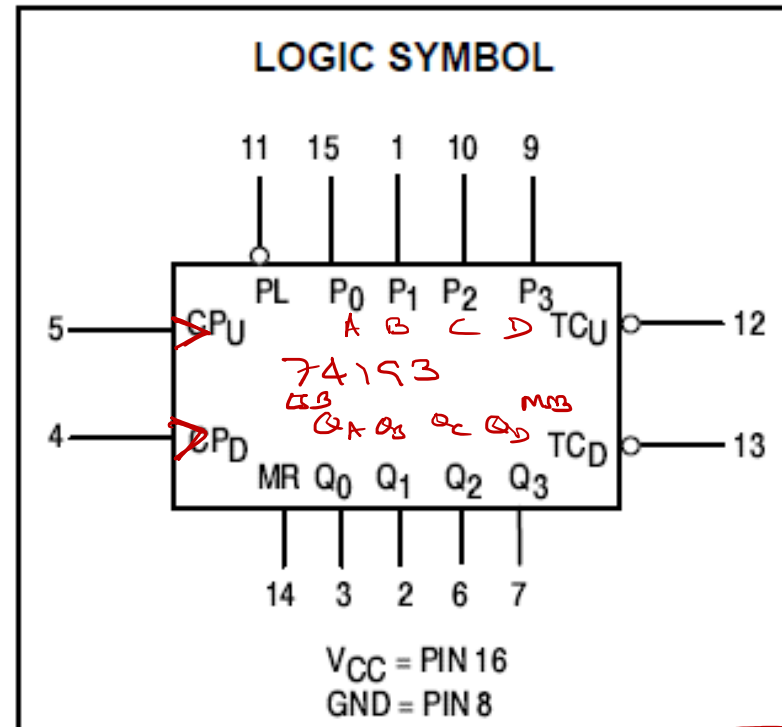 LOGIC SYMBOL
11 15 1 10 9
PL P0 P1 P2 P3
5 CPU A B C D TCU 12
74193
LSB MSB
QA QB QC QD
4 CPD TCD 13
MR Q0 Q1 Q2 Q3
14 3 2 6 7
VCC = PIN 16
GND = PIN 8